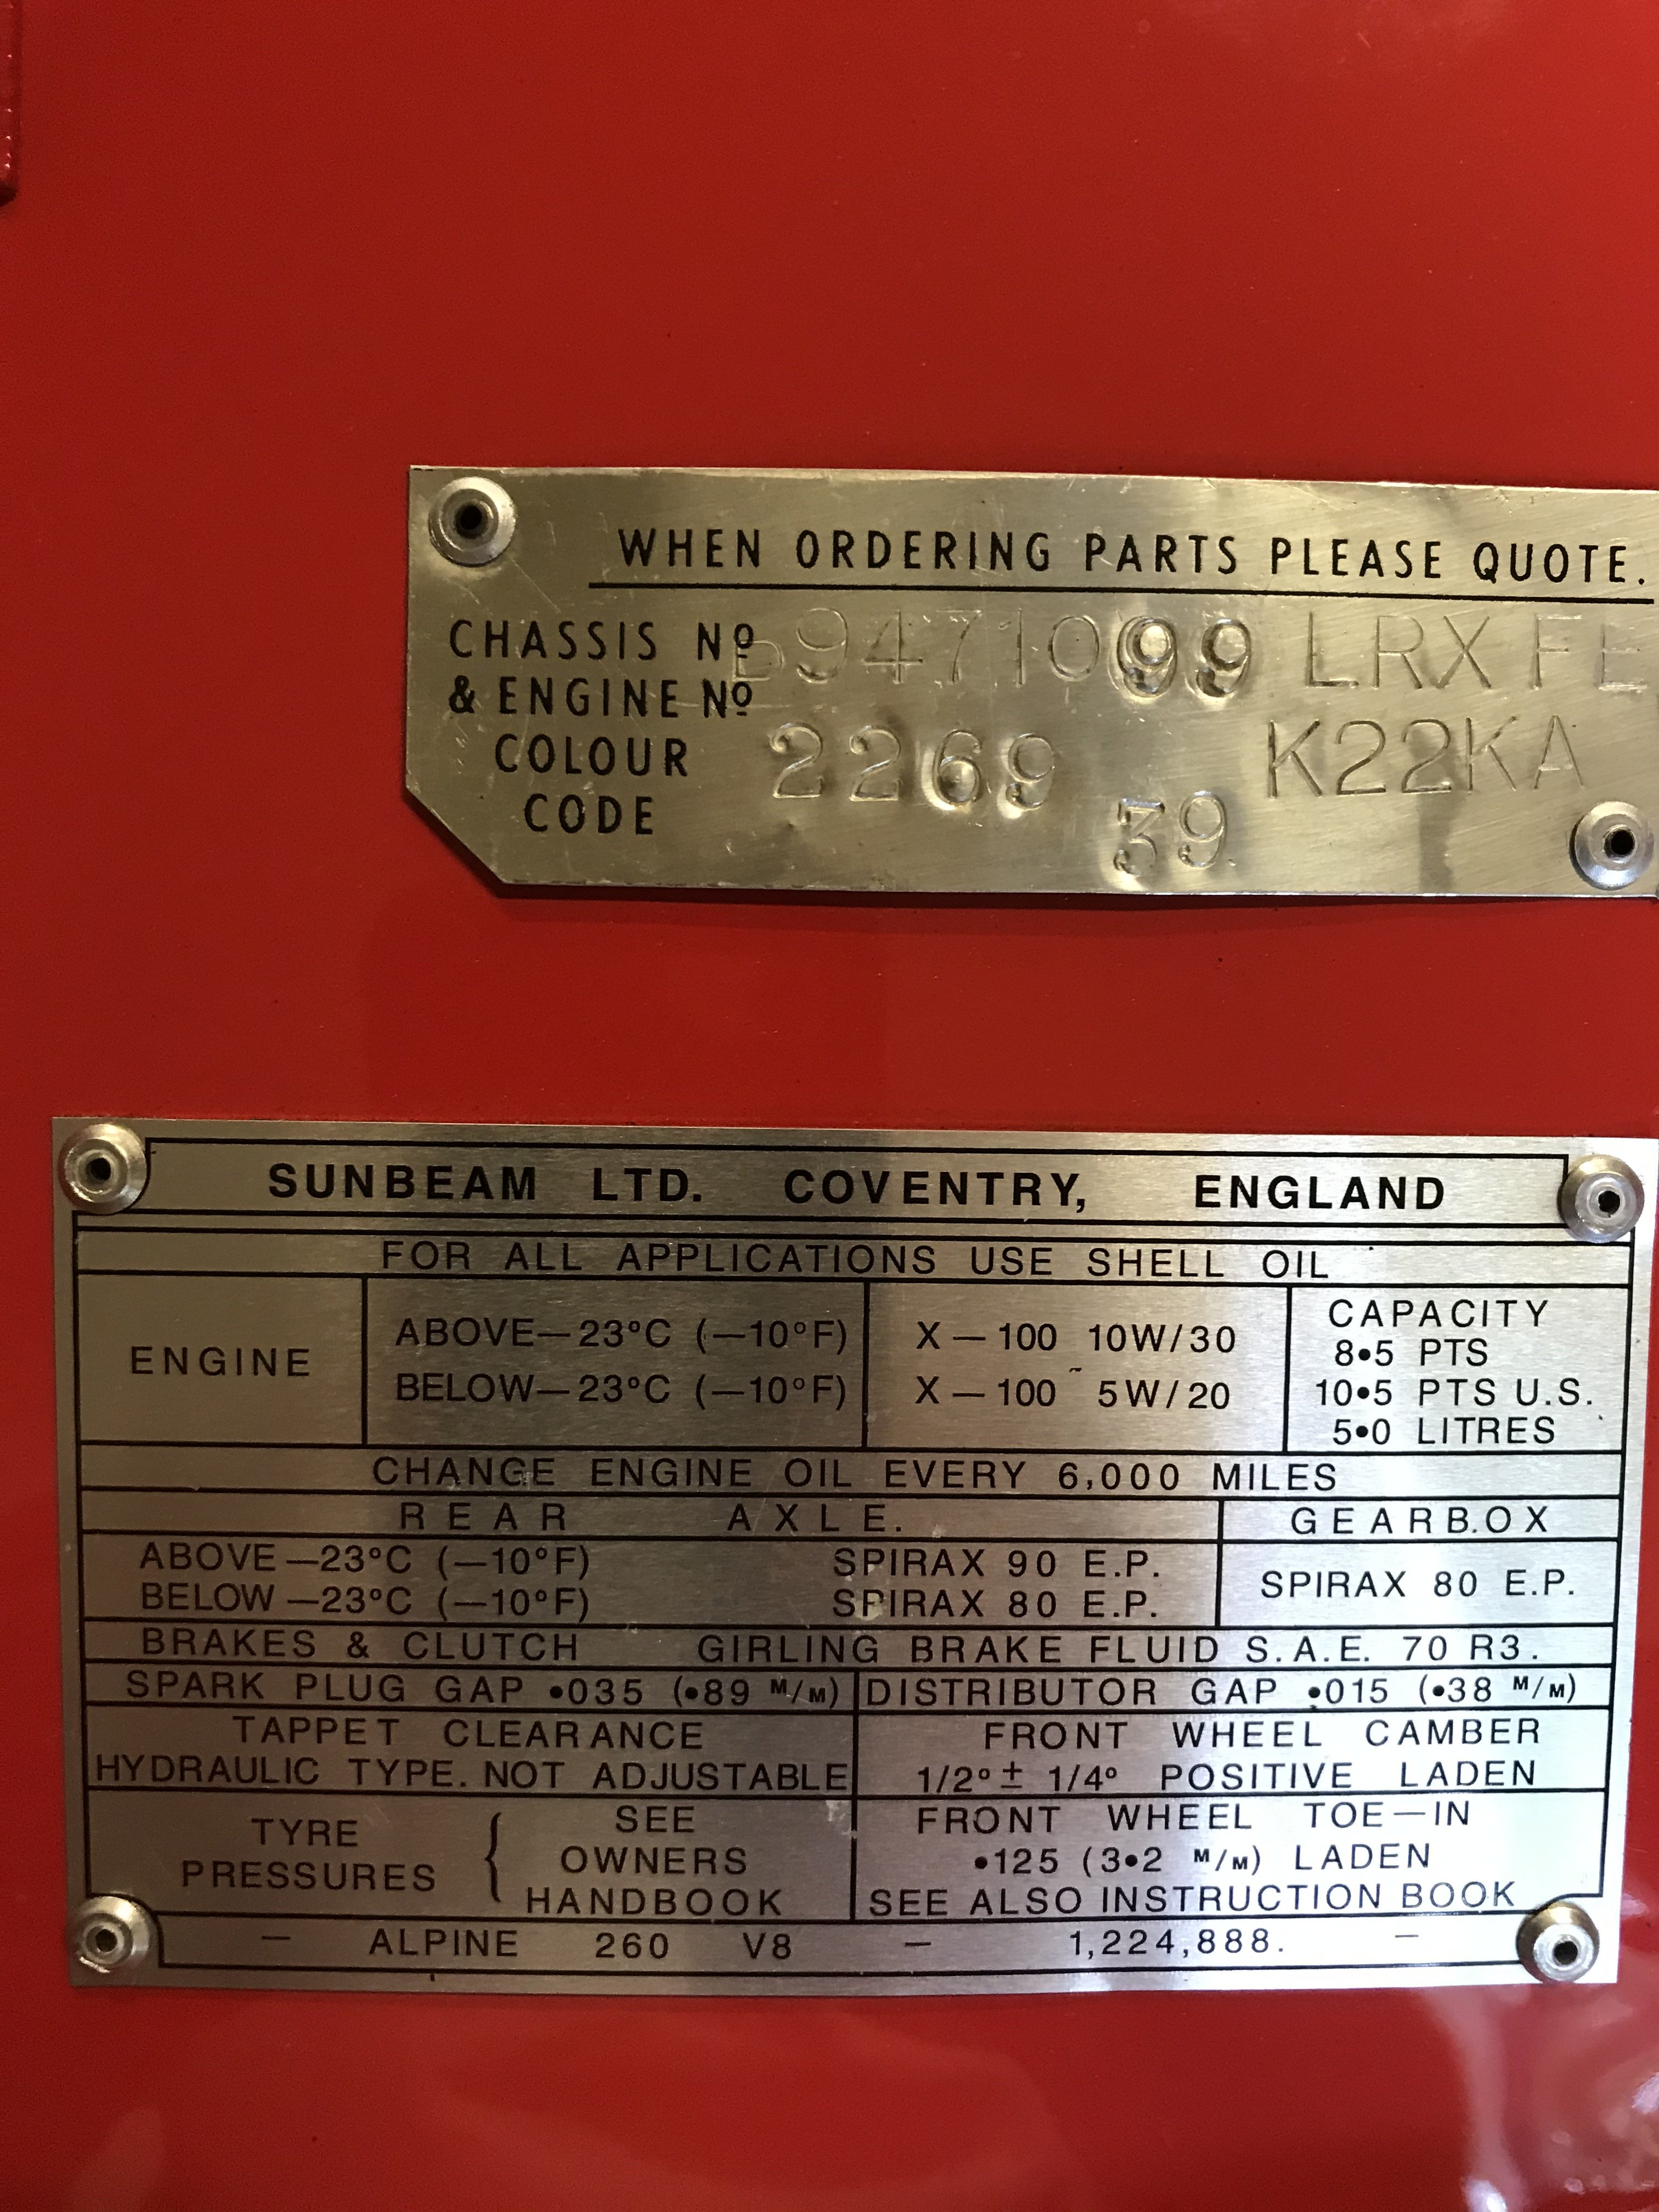 WHEN ORDERING PARTS PLEASE QUOTE.
CHASSIS Nº B9471099 LRX FE
& ENGINE Nº
COLOUR 2269 K22KA
CODE 39
SUNBEAM LTD. COVENTRY, ENGLAND
FOR ALL APPLICATIONS USE SHELL OIL
ENGINE
ABOVE—23°C (—10°F) X—100 10W/30
BELOW—23°C (—10°F) X—100 5W/20
CAPACITY
8•5 PTS
10•5 PTS U.S.
5•0 LITRES
CHANGE ENGINE OIL EVERY 6,000 MILES
REAR AXLE.
ABOVE—23°C (—10°F) SPIRAX 90 E.P.
BELOW—23°C (—10°F) SPIRAX 80 E.P.
GEARB.OX
SPIRAX 80 E.P.
BRAKES & CLUTCH GIRLING BRAKE FLUID S.A.E. 70 R3.
SPARK PLUG GAP •035 (•89 M/M) DISTRIBUTOR GAP •015 (•38 M/M)
TAPPET CLEARANCE
HYDRAULIC TYPE. NOT ADJUSTABLE
FRONT WHEEL CAMBER
1/2° ± 1/4° POSITIVE LADEN
TYRE
PRESSURES
SEE
OWNERS
HANDBOOK
FRONT WHEEL TOE—IN
•125 (3•2 M/M) LADEN
SEE ALSO INSTRUCTION BOOK
— ALPINE 260 V8 — 1,224,888. —